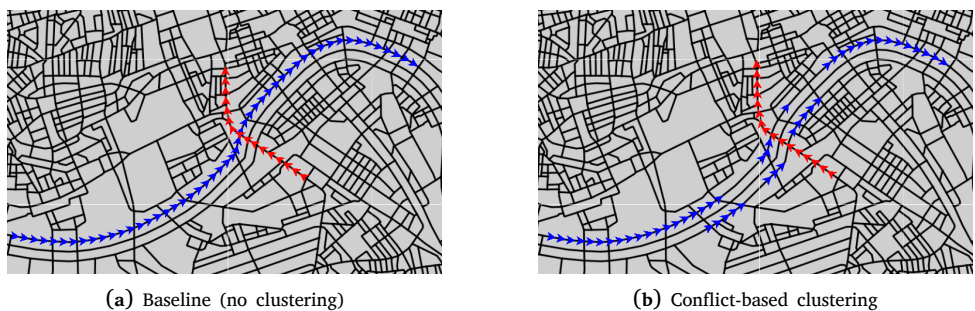 (a) Baseline (no clustering)
(b) Conflict-based clustering